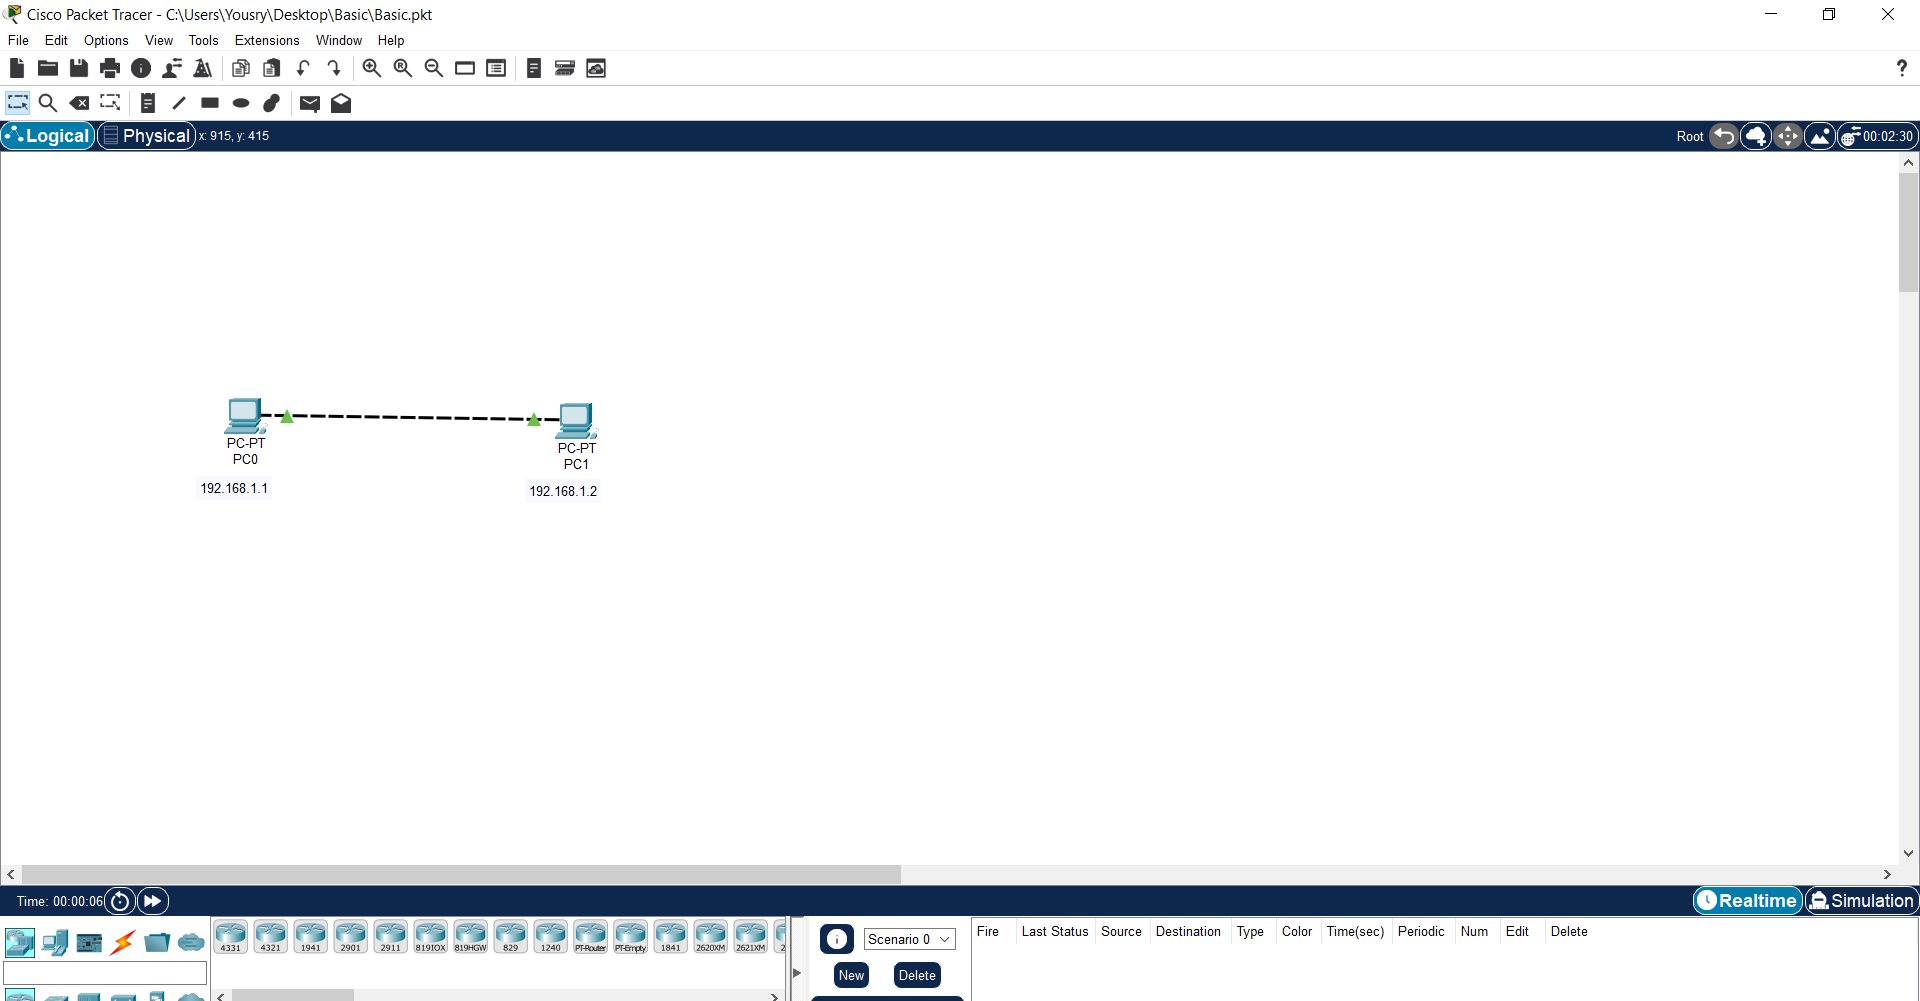 Cisco Packet Tracer - C:\Users\Yousry\Desktop\Basic\Basic.pkt
File Edit Options View Tools Extensions Window Help
?
Logical Physical x: 915, y: 415 Root 00:02:30
PC-PT
PC0
192.168.1.1
PC-PT
PC1
192.168.1.2
Time: 00:00:06 Realtime Simulation
4331 4321 1941 2901 2911 819IOX 819HGW 829 1240 PT-Router PT-Empty 1841 2620XM 2621XM
Scenario 0
New Delete
Fire Last Status Source Destination Type Color Time(sec) Periodic Num Edit Delete